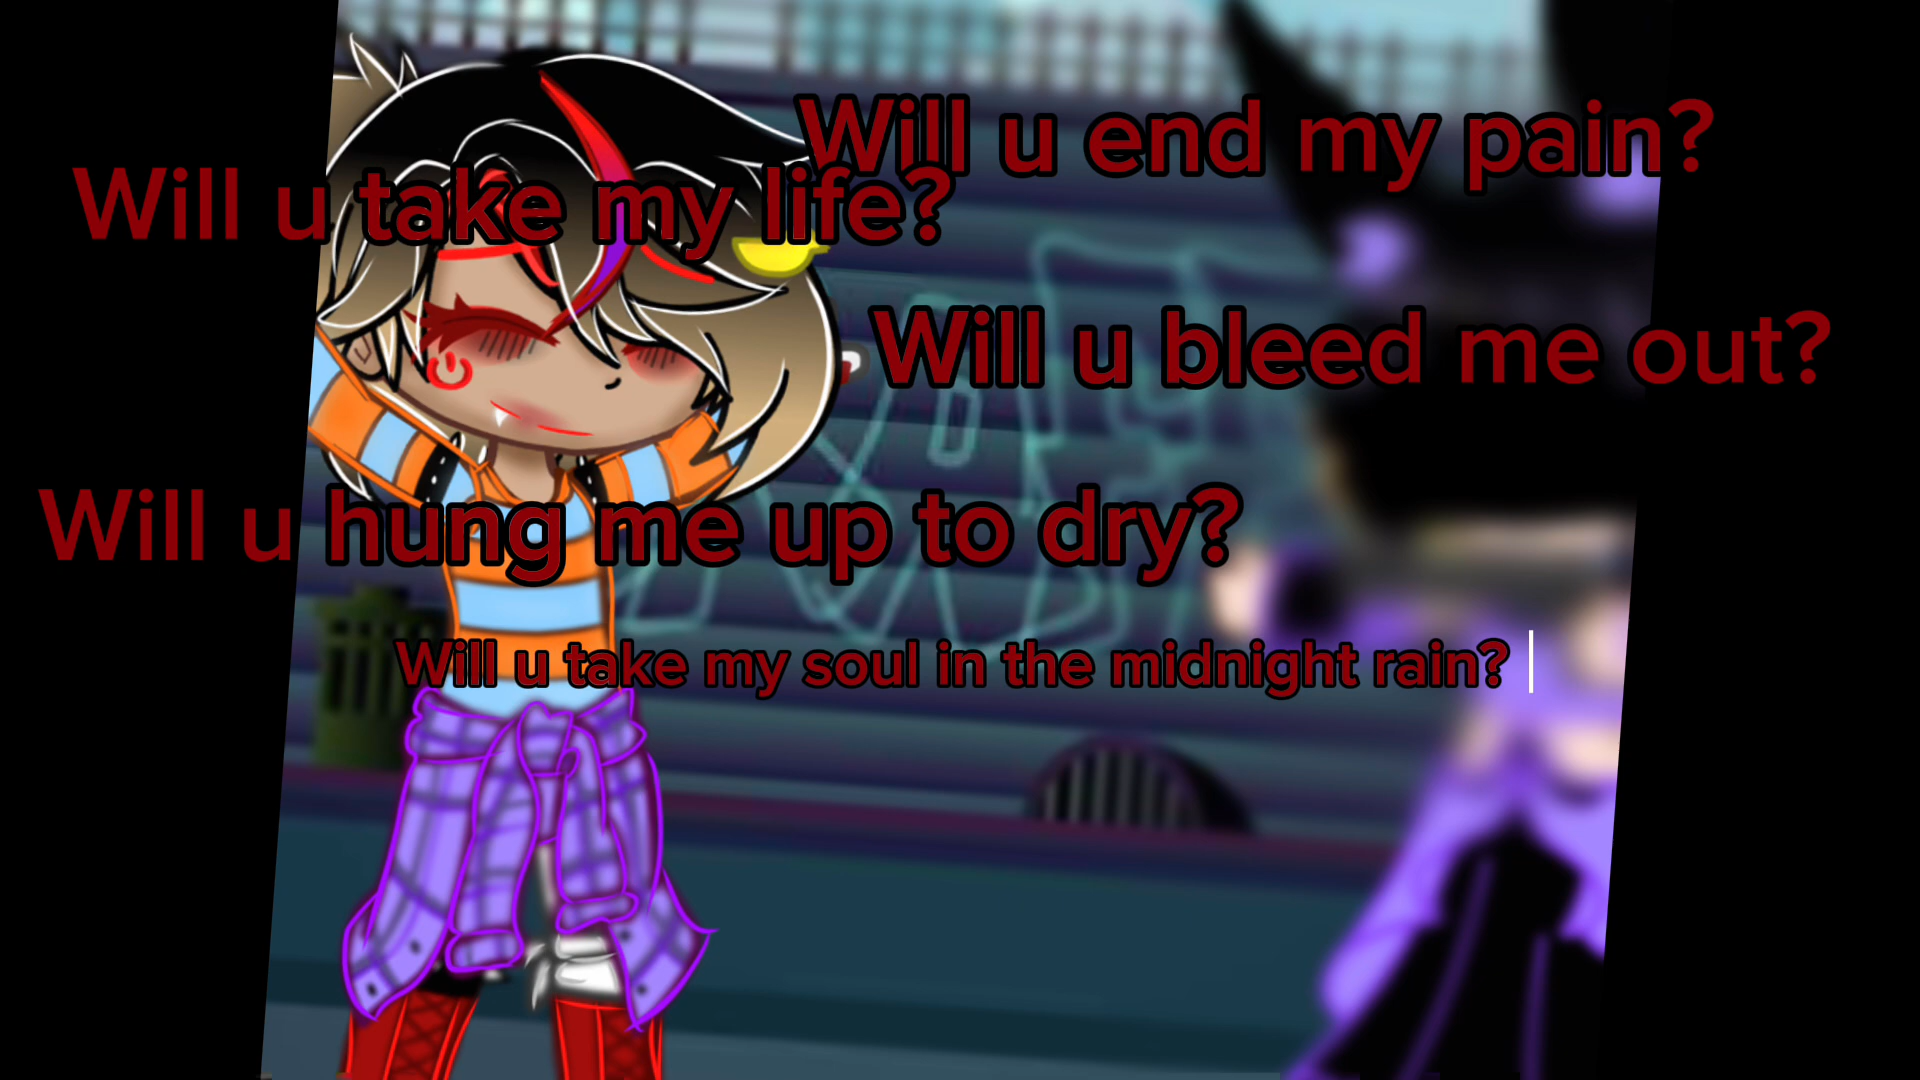 Will u end my pain?
Will u take my life?
Will u bleed me out?
Will u hung me up to dry?
Will u take my soul in the midnight rain?